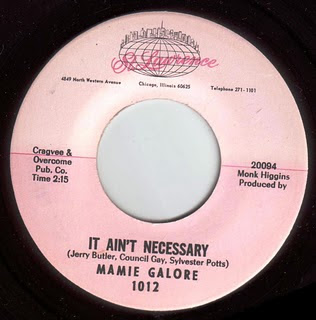 St. Lawrence
4849 North Western Avenue
Chicago, Illinois 60625
Telephone 271-1101
Cragvee &
Overcome
Pub. Co.
Time 2:15
20094
Monk Higgins
Produced by
IT AIN'T NECESSARY
(Jerry Butler, Council Gay, Sylvester Potts)
MAMIE GALORE
1012